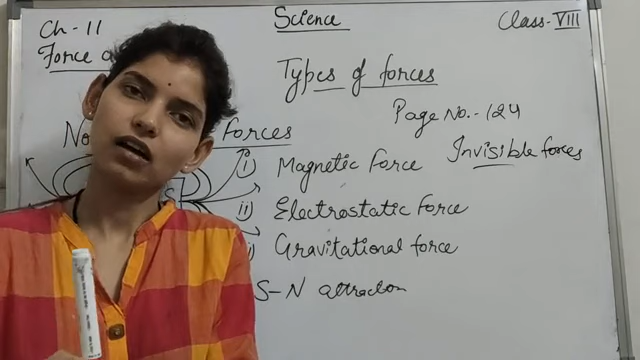 Ch-11 Science Class-VIII
Force a
Types of forces
Page No.-124
No Forces Invisible forces
i) Magnetic force
ii) Electrostatic force
) Gravitational force
S-N attraction